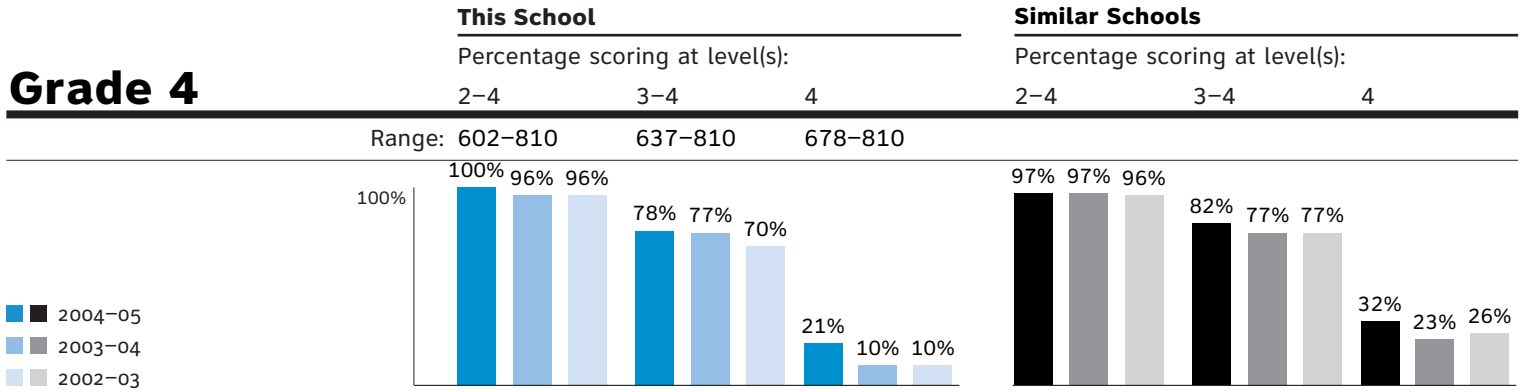 This School Similar Schools
Percentage scoring at level(s): Percentage scoring at level(s):
Grade 4 2–4 3–4 4 2–4 3–4 4
Range: 602–810 637–810 678–810
100% 96% 96% 78% 77% 70% 21% 10% 10%
97% 97% 96% 82% 77% 77% 32% 23% 26%
100%
2004–05
2003–04
2002–03